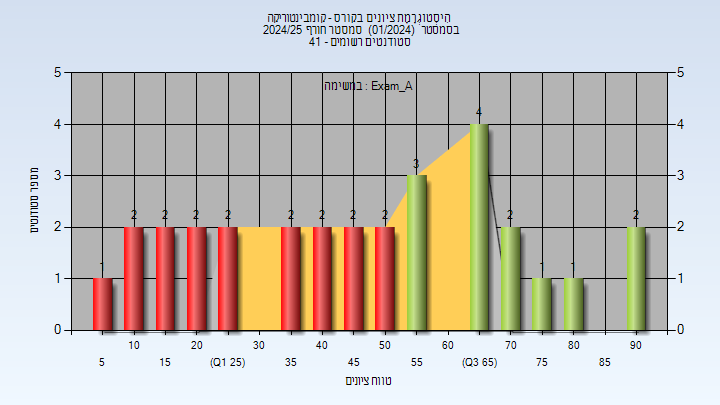 היסטוגרמת ציונים בקורס - קומבינטוריקה
בסמסטר (01/2024) סמסטר חורף 2024/25
סטודנטים רשומים - 41
במשימה : Exam_A
5 5
4 4
3 3
2 2
1 1
0 0
1 2 2 2 2 2 2 2 2 3 4 2 1 1 2
מספר סטודנטים
10 20 30 40 50 60 70 80 90
5 15 (Q1 25) 35 45 55 (Q3 65) 75 85
טווח ציונים